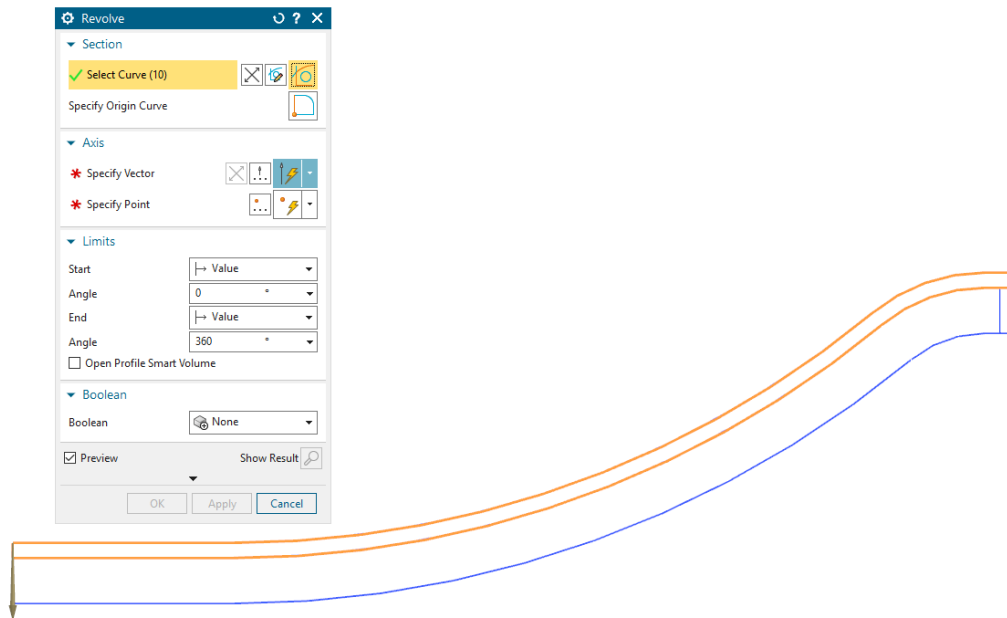 Revolve
Section
Select Curve (10)
Specify Origin Curve
Axis
Specify Vector
Specify Point
Limits
Start Value
Angle 0 °
End Value
Angle 360 °
Open Profile Smart Volume
Boolean
Boolean None
Preview Show Result
OK Apply Cancel